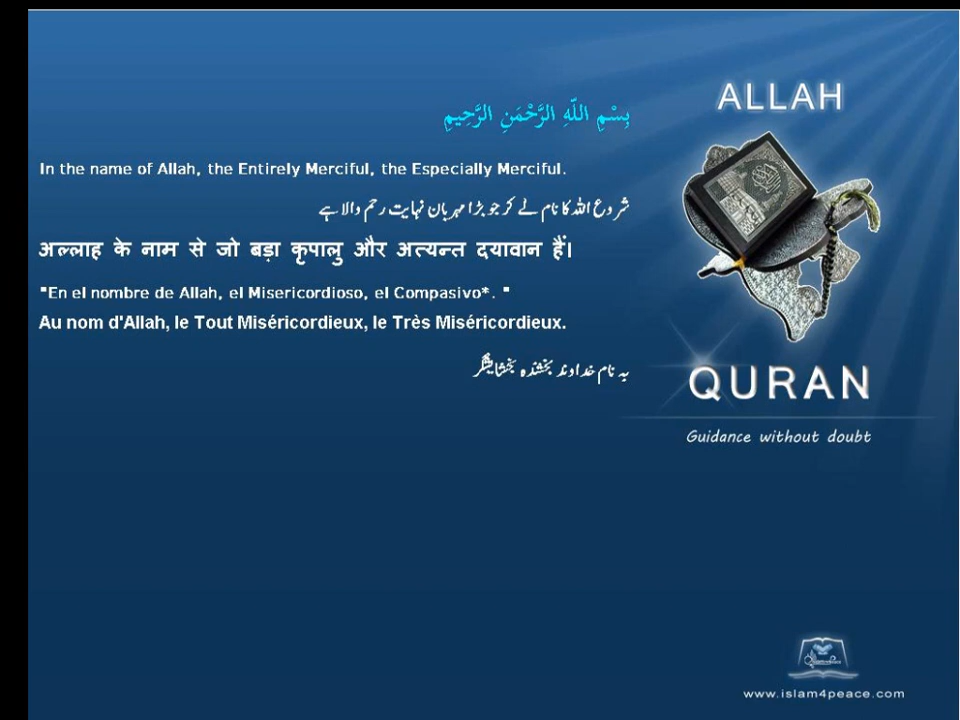 بِسْمِ اللّهِ الرَّحْمَنِ الرَّحِيمِ
In the name of Allah, the Entirely Merciful, the Especially Merciful.
شروع الله کا نام لے کر جو بڑا مہربان نہایت رحم والا ہے
अल्लाह के नाम से जो बड़ा कृपालु और अत्यन्त दयावान हैं।
"En el nombre de Allah, el Misericordioso, el Compasivo*. "
Au nom d'Allah, le Tout Miséricordieux, le Très Miséricordieux.
به نام خداوند بخشنده بخشایشگر
ALLAH
QURAN
Guidance without doubt
www.islam4peace.com